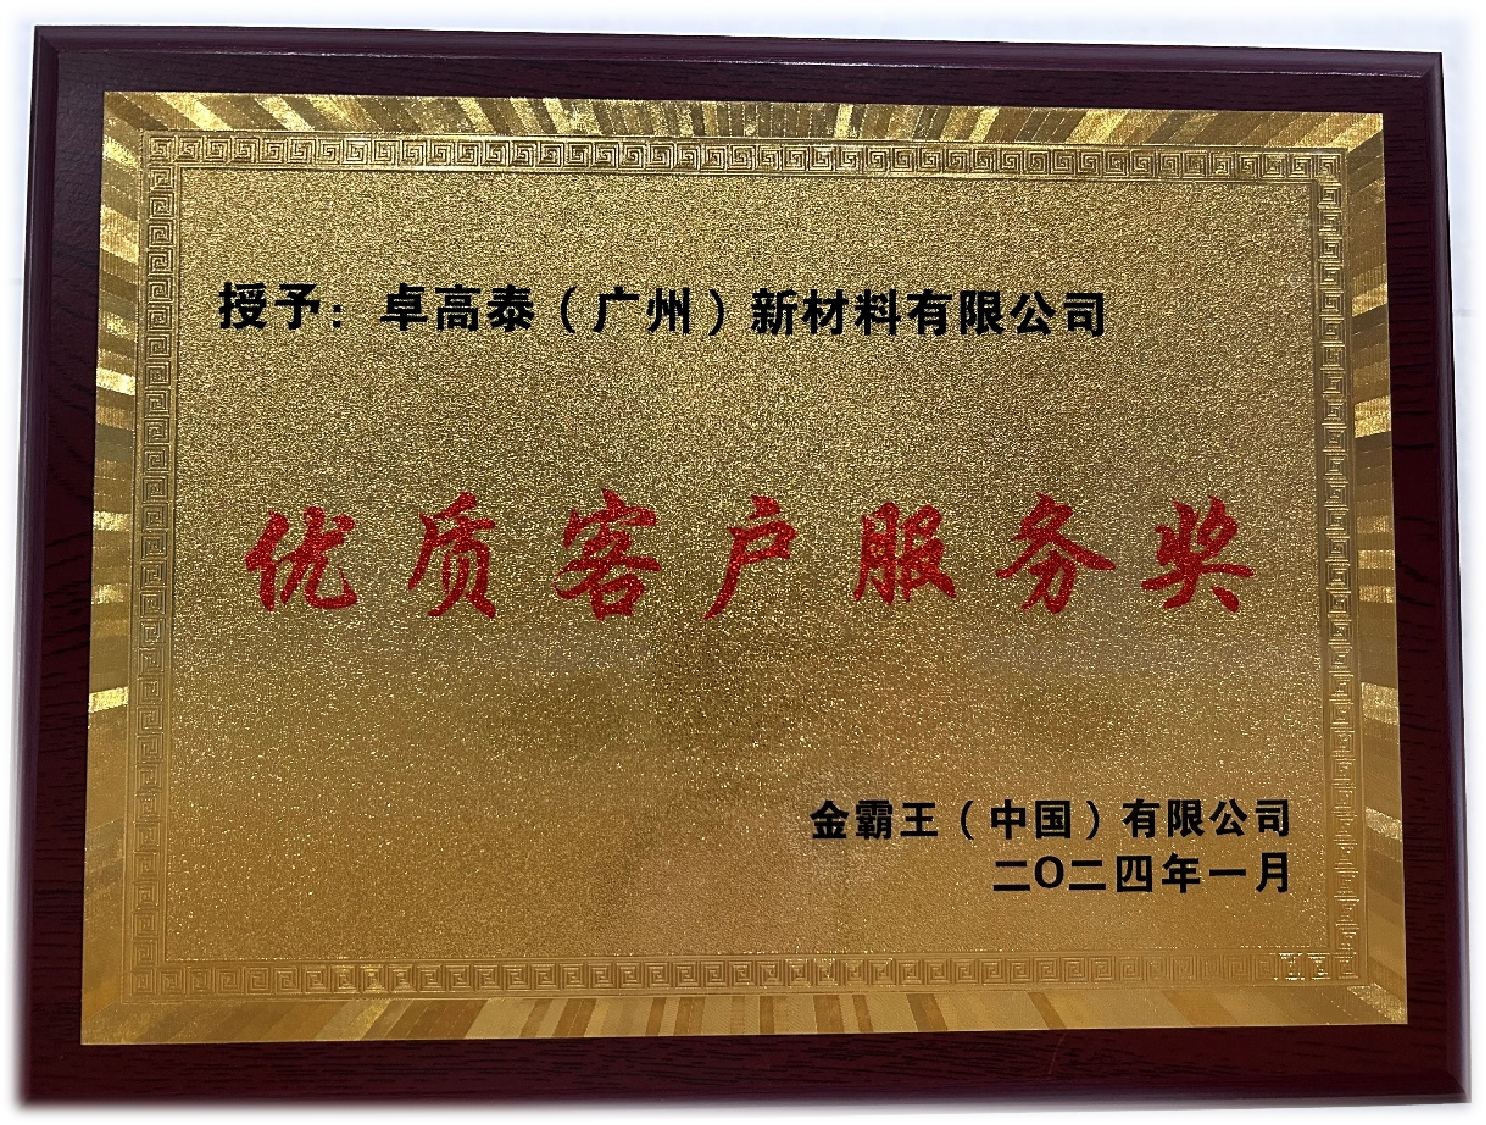 授予：卓高泰（广州）新材料有限公司
优质客户服务奖
金霸王（中国）有限公司
二〇二四年一月